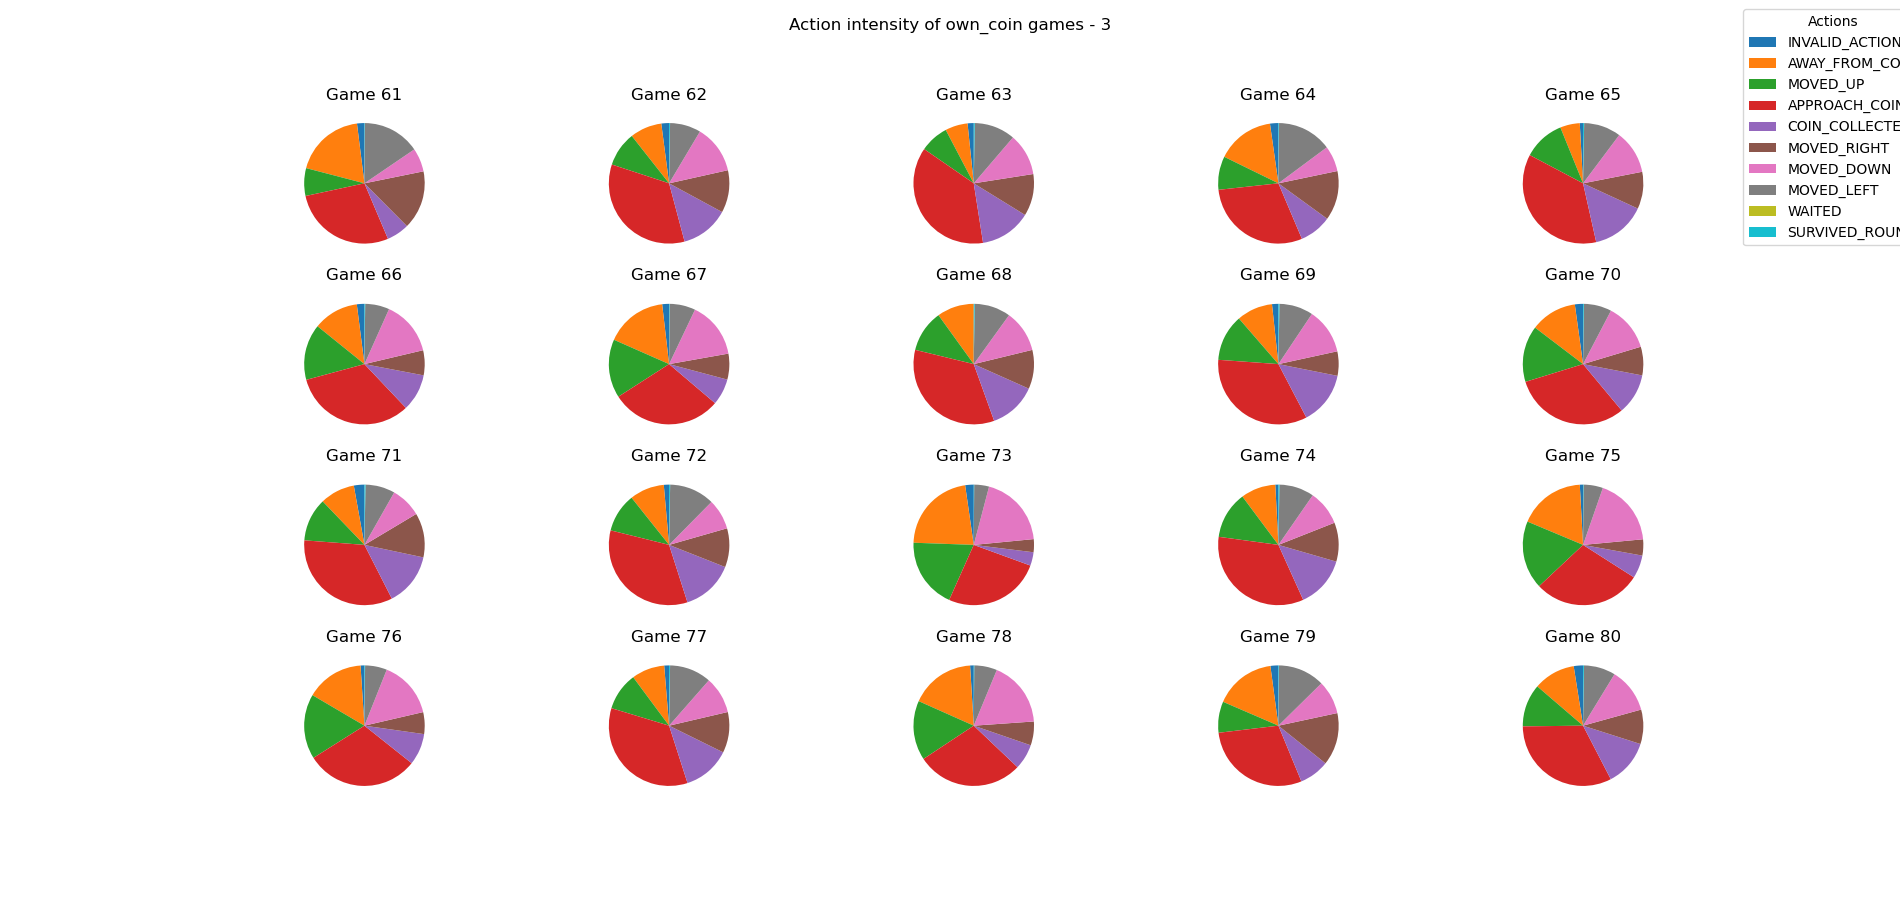 Action intensity of own_coin games - 3
Actions
INVALID_ACTION
AWAY_FROM_CO
MOVED_UP
APPROACH_COIN
COIN_COLLECTE
MOVED_RIGHT
MOVED_DOWN
MOVED_LEFT
WAITED
SURVIVED_ROUN
Game 61
Game 62
Game 63
Game 64
Game 65
Game 66
Game 67
Game 68
Game 69
Game 70
Game 71
Game 72
Game 73
Game 74
Game 75
Game 76
Game 77
Game 78
Game 79
Game 80